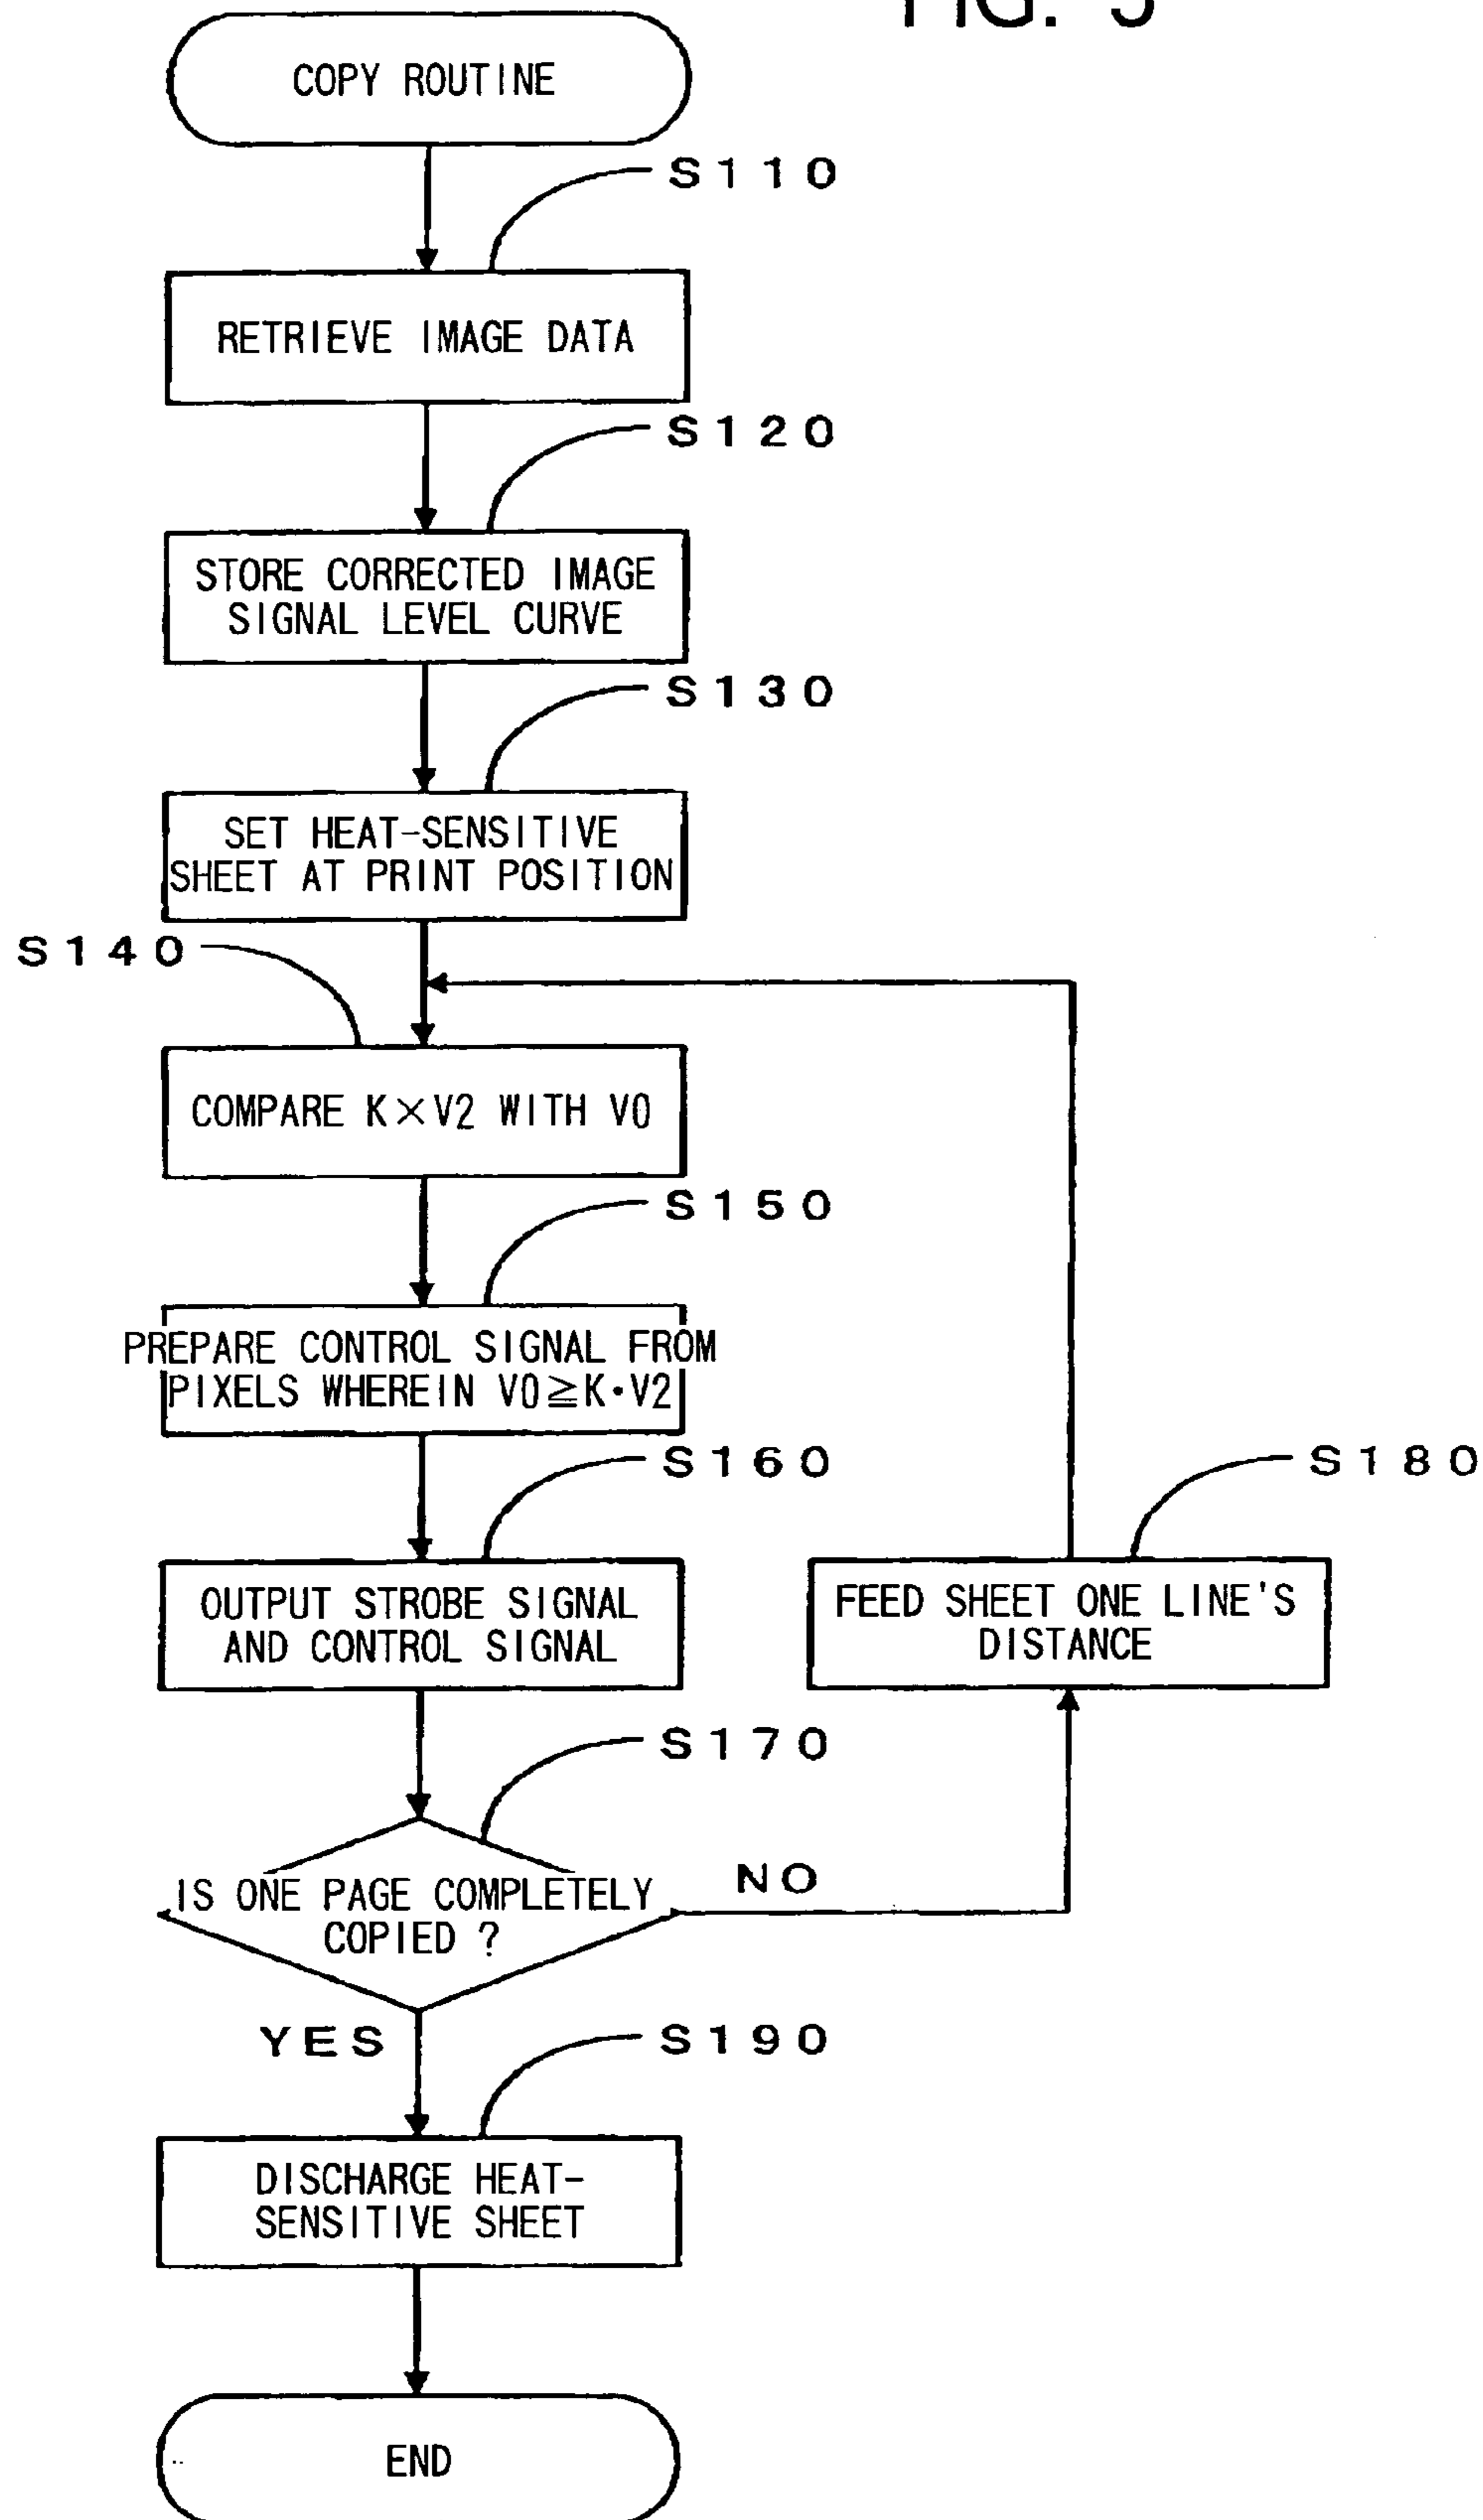 COPY ROUTINE
S110
RETRIEVE IMAGE DATA
S120
STORE CORRECTED IMAGE
SIGNAL LEVEL CURVE
S130
SET HEAT-SENSITIVE
SHEET AT PRINT POSITION
S140
COMPARE K×V2 WITH V0
S150
PREPARE CONTROL SIGNAL FROM
PIXELS WHEREIN V0≧K·V2
S160
OUTPUT STROBE SIGNAL
AND CONTROL SIGNAL
S180
FEED SHEET ONE LINE'S
DISTANCE
S170
IS ONE PAGE COMPLETELY
COPIED ?
NO
YES
S190
DISCHARGE HEAT-
SENSITIVE SHEET
END